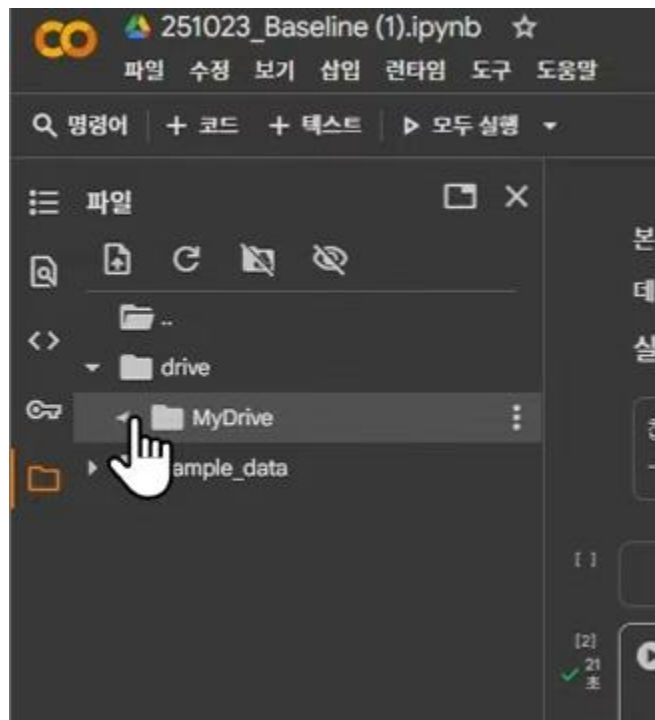 251023_Baseline (1).ipynb
파일 수정 보기 삽입 런타임 도구 도움말
명령어 + 코드 + 텍스트 모두 실행
파일
..
drive
MyDrive
ample_data
본
데
[ ]
[2]
21
초